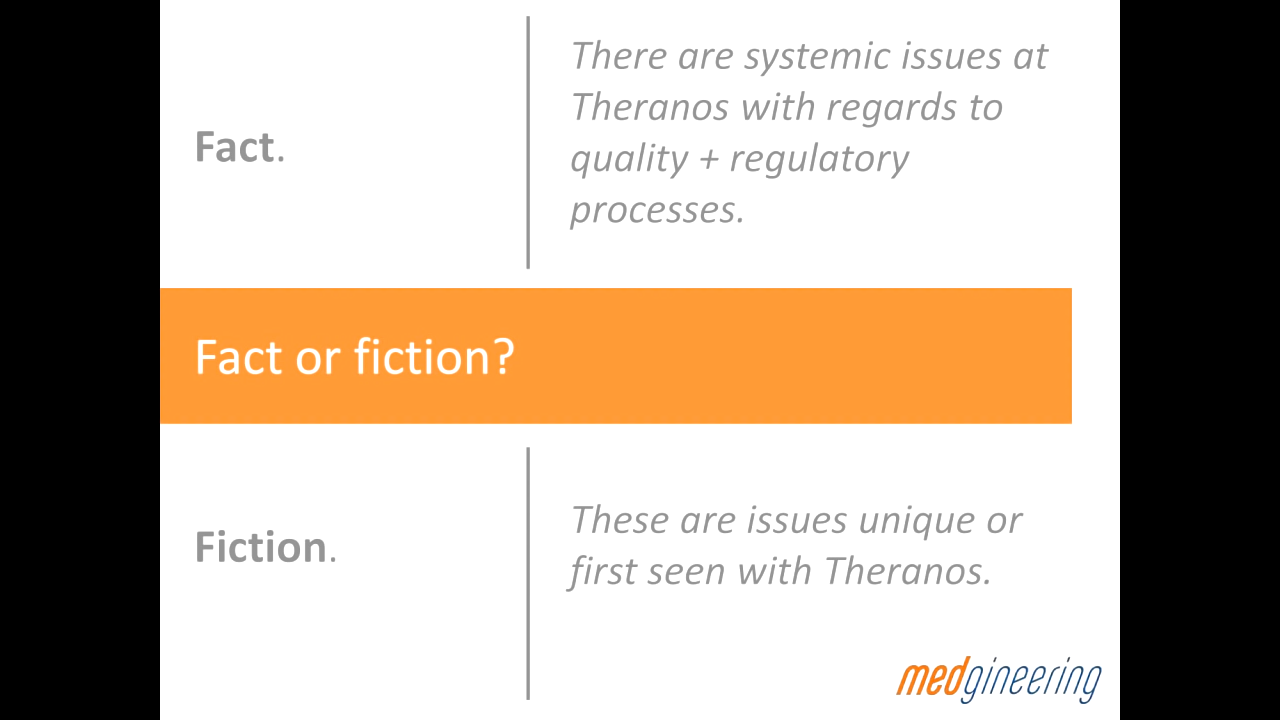 Fact.
There are systemic issues at
Theranos with regards to
quality + regulatory
processes.
Fact or fiction?
Fiction.
These are issues unique or
first seen with Theranos.
medgineering